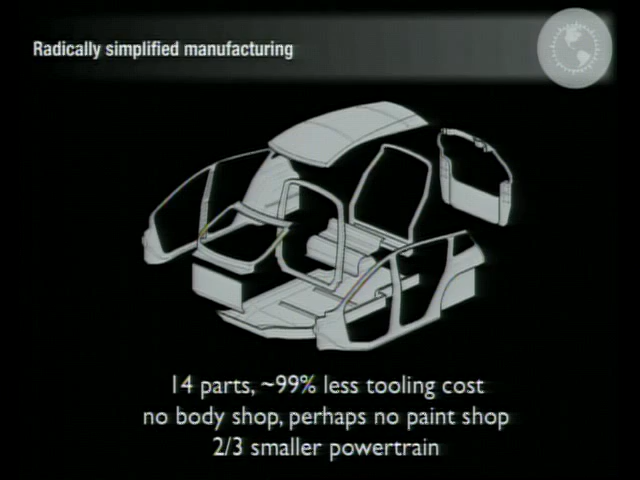 Radically simplified manufacturing
14 parts, ~99% less tooling cost
no body shop, perhaps no paint shop
2/3 smaller powertrain